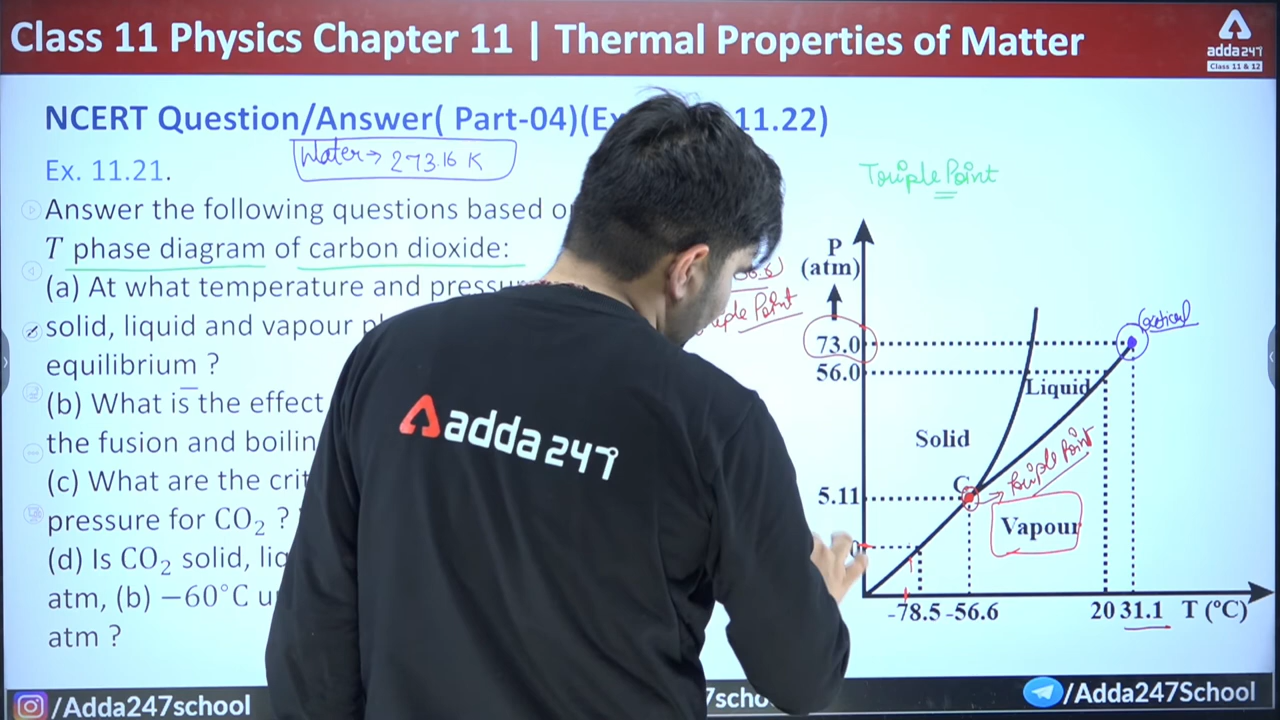 Class 11 Physics Chapter 11 | Thermal Properties of Matter
adda247
Class 11 & 12
NCERT Question/Answer( Part-04)(E 11.22)
Water → 273.16 K
Ex. 11.21.
Answer the following questions based o
T phase diagram of carbon dioxide:
(a) At what temperature and pressu
solid, liquid and vapour p
equilibrium ?
(b) What is the effect
the fusion and boilin
(c) What are the crit
pressure for CO₂ ?
(d) Is CO₂ solid, liq
atm, (b) −60°C u
atm ?
adda247
Triple Point
Point
P
(atm)
73.0
56.0
5.11
Critical
Liquid
Solid
C
Triple Point
Vapour
-78.5 -56.6 20 31.1 T (ºC)
/Adda247school
/Adda247School